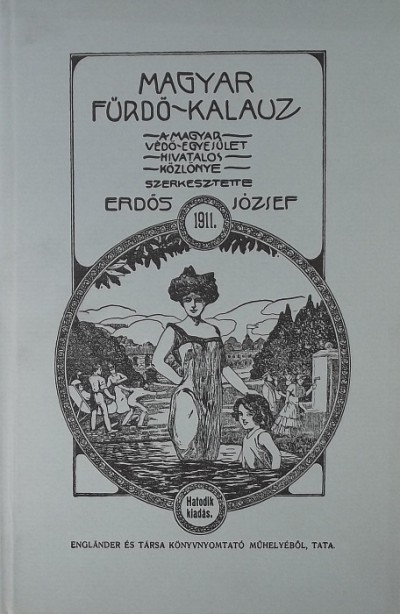 MAGYAR
FÜRDŐ-KALAUZ
A MAGYAR
VÉDŐ-EGYESÜLET
HIVATALOS
KÖZLÖNYE
SZERKESZTETTE
ERDŐS JÓZSEF
1911.
Hatodik
kiadás.
ENGLÄNDER ÉS TÁRSA KÖNYVNYOMTATÓ MŰHELYÉBŐL, TATA.